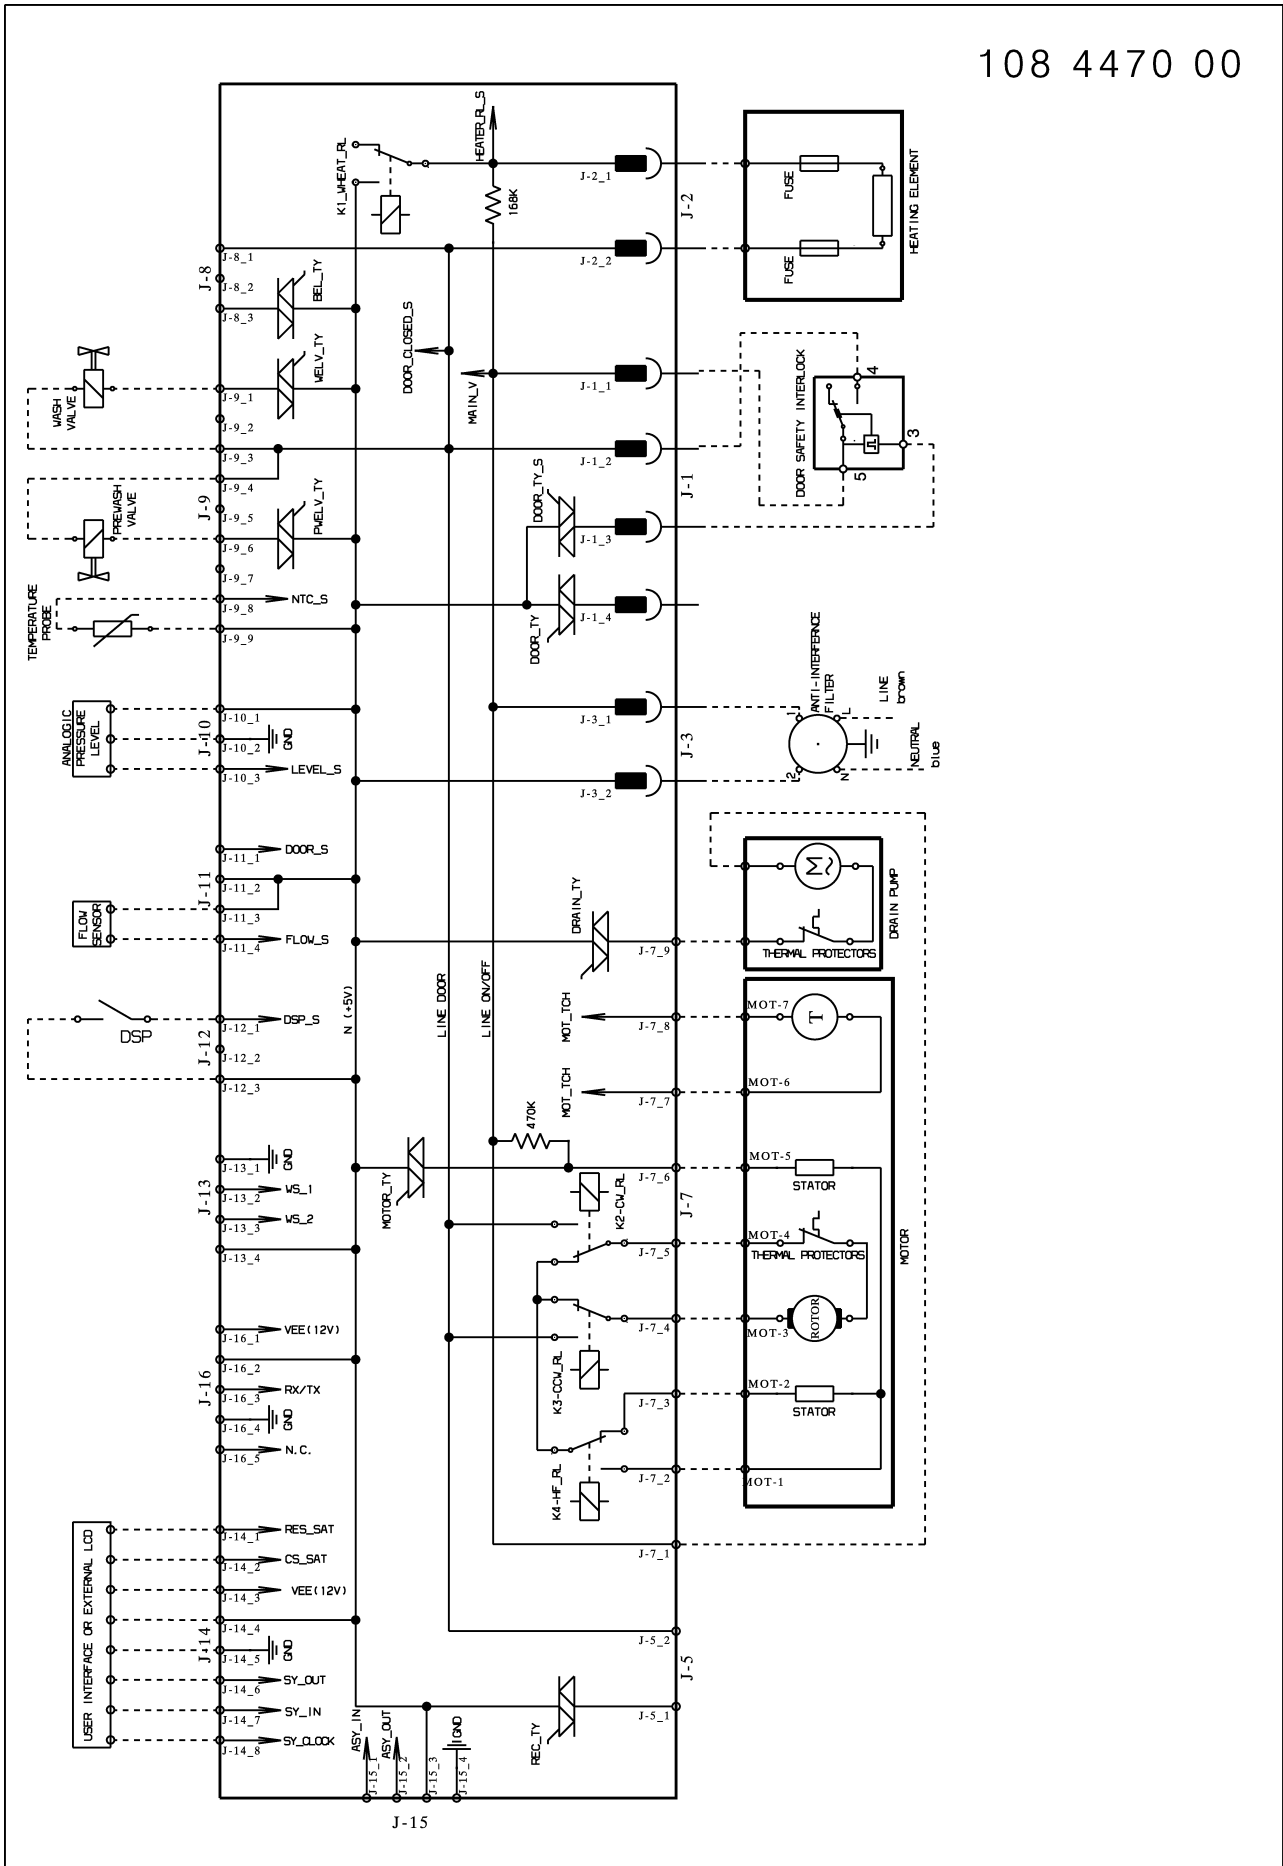 108 4470 00
HEATER_RL_S
K1_WHEAT_RL
168K
J-2_1
J-2
FUSE
HEATING ELEMENT
J-8_1
J-8
J-8_2
J-8_3
BEL_TY
J-2_2
FUSE
DOOR_CLOSED_S
MAIN_V
J-1_1
WASH
VALVE
J-9_1
WELV_TY
J-9_2
J-9_3
J-9_4
J-9
J-9_5
J-9_6
J-9_7
PWELV_TY
PREWASH
VALVE
J-1_2
J-1
DOOR_TY_S
J-1_3
DOOR SAFETY INTERLOCK
4
3
5
TEMPERATURE
PROBE
J-9_8
NTC_S
J-9_9
DOOR_TY
J-1_4
ANTI-INTERFERNCE
FILTER
1
L
2
N
LINE
brown
NEUTRAL
blue
ANALOGIC
PRESSURE
LEVEL
J-10_1
J-10
J-10_2
GND
J-10_3
LEVEL_S
J-3_1
J-3
J-3_2
J-11_1
DOOR_S
J-11
J-11_2
J-11_3
J-11_4
FLOW_S
FLOW
SENSOR
DRAIN_TY
J-7_9
THERMAL PROTECTORS
DRAIN PUMP
M
N (+5V)
LINE DOOR
LINE ON/OFF
DSP
J-12_1
DSP_S
J-12
J-12_2
J-12_3
MOT_TCH
J-7_8
MOT-7
T
MOT_TCH
J-7_7
MOT-6
470K
J-13_1
GND
J-13
J-13_2
WS_1
J-13_3
WS_2
J-13_4
MOTOR_TY
J-7_6
J-7
MOT-5
STATOR
K2-CW_RL
J-7_5
MOT-4
THERMAL PROTECTORS
MOTOR
J-7_4
MOT-3
ROTOR
K3-CCW_RL
J-7_3
MOT-2
STATOR
K4-HF_RL
J-7_2
MOT-1
J-7_1
J-16_1
VEE(12V)
J-16_2
J-16
J-16_3
RX/TX
J-16_4
GND
J-16_5
N.C.
USER INTERFACE OR EXTERNAL LCD
J-14_1
RES_SAT
J-14_2
CS_SAT
J-14_3
VEE(12V)
J-14_4
J-14
J-14_5
GND
J-14_6
SY_OUT
J-14_7
SY_IN
J-14_8
SY_CLOCK
J-5_2
J-5
J-5_1
REC_TY
ASY_IN
ASY_OUT
GND
J-15_1
J-15_2
J-15_3
J-15_4
J-15